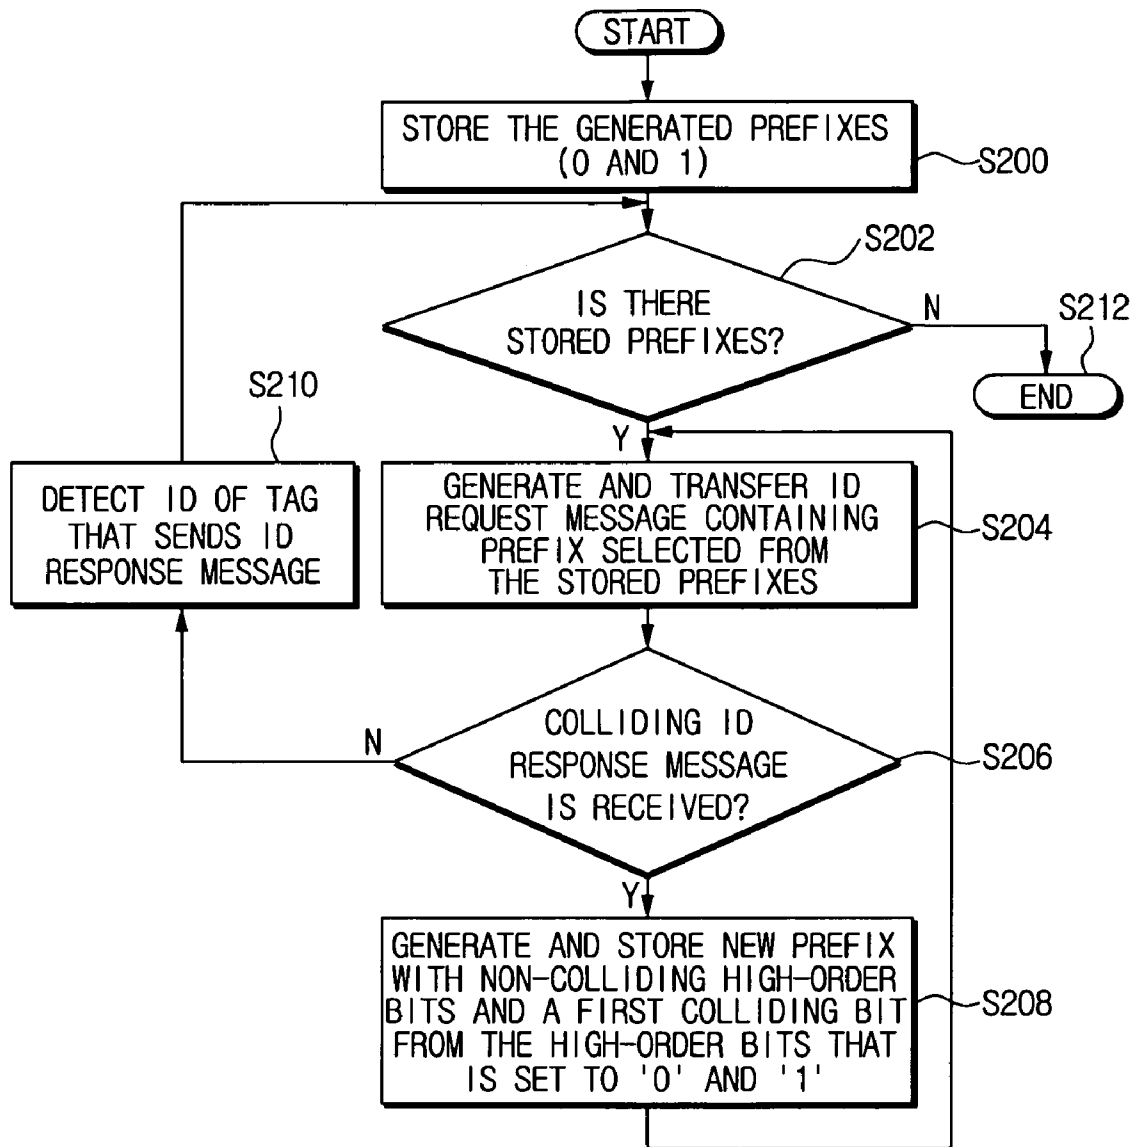 START
STORE THE GENERATED PREFIXES
(0 AND 1)
S200
S202
IS THERE
STORED PREFIXES?
N
S212
END
S210
Y
DETECT ID OF TAG
THAT SENDS ID
RESPONSE MESSAGE
GENERATE AND TRANSFER ID
REQUEST MESSAGE CONTAINING
PREFIX SELECTED FROM
THE STORED PREFIXES
S204
N
COLLIDING ID
RESPONSE MESSAGE
IS RECEIVED?
S206
Y
GENERATE AND STORE NEW PREFIX
WITH NON-COLLIDING HIGH-ORDER
BITS AND A FIRST COLLIDING BIT
FROM THE HIGH-ORDER BITS THAT
IS SET TO '0' AND '1'
S208